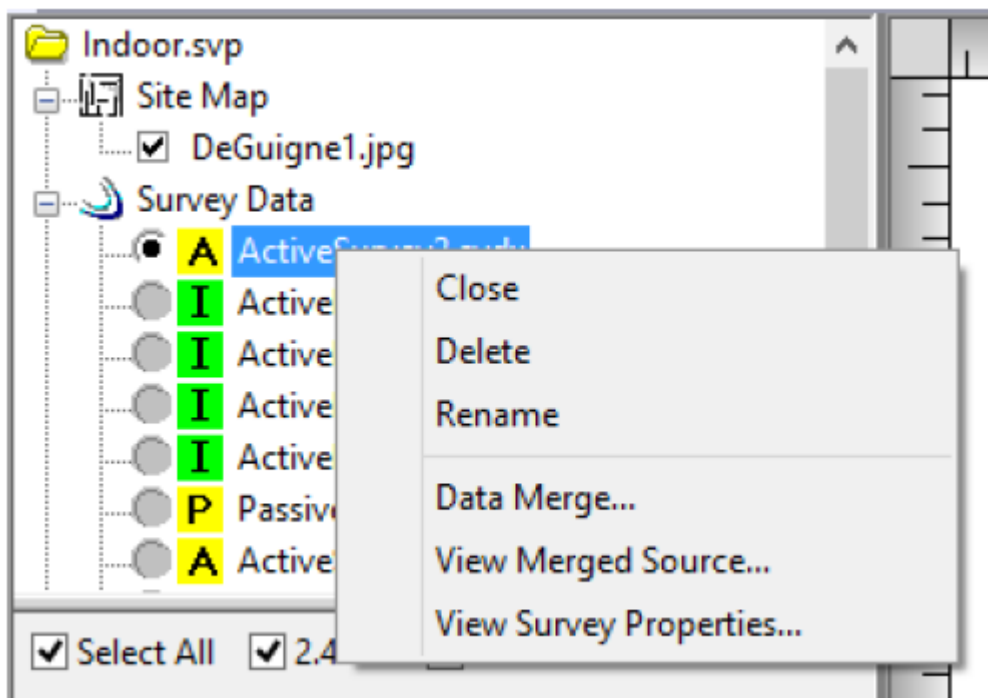 Indoor.svp
Site Map
DeGuigne1.jpg
Survey Data
A
I Active
I Active
I Active
I Active
P
A Active
Close
Delete
Rename
Data Merge...
View Merged Source...
View Survey Properties...
Select All 2.4